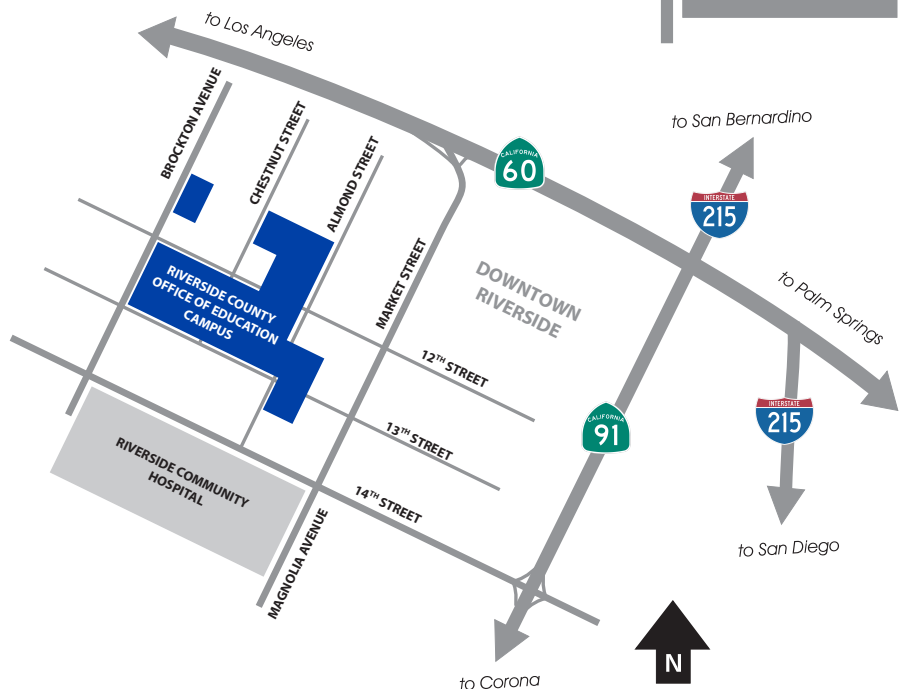 to Los Angeles
BROCKTON AVENUE
CHESTNUT STREET
ALMOND STREET
MARKET STREET
CALIFORNIA
60
to San Bernardino
INTERSTATE
215
DOWNTOWN
RIVERSIDE
to Palm Springs
RIVERSIDE COUNTY
OFFICE OF EDUCATION
CAMPUS
12TH STREET
13TH STREET
14TH STREET
CALIFORNIA
91
INTERSTATE
215
RIVERSIDE COMMUNITY
HOSPITAL
MAGNOLIA AVENUE
to San Diego
to Corona
N